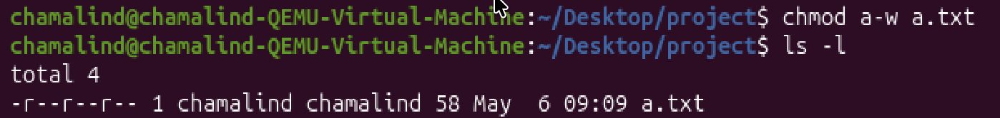 chamalind@chamalind-QEMU-Virtual-Machine:~/Desktop/project$ chmod a-w a.txt
chamalind@chamalind-QEMU-Virtual-Machine:~/Desktop/project$ ls -l
total 4
-r--r--r-- 1 chamalind chamalind 58 May  6 09:09 a.txt